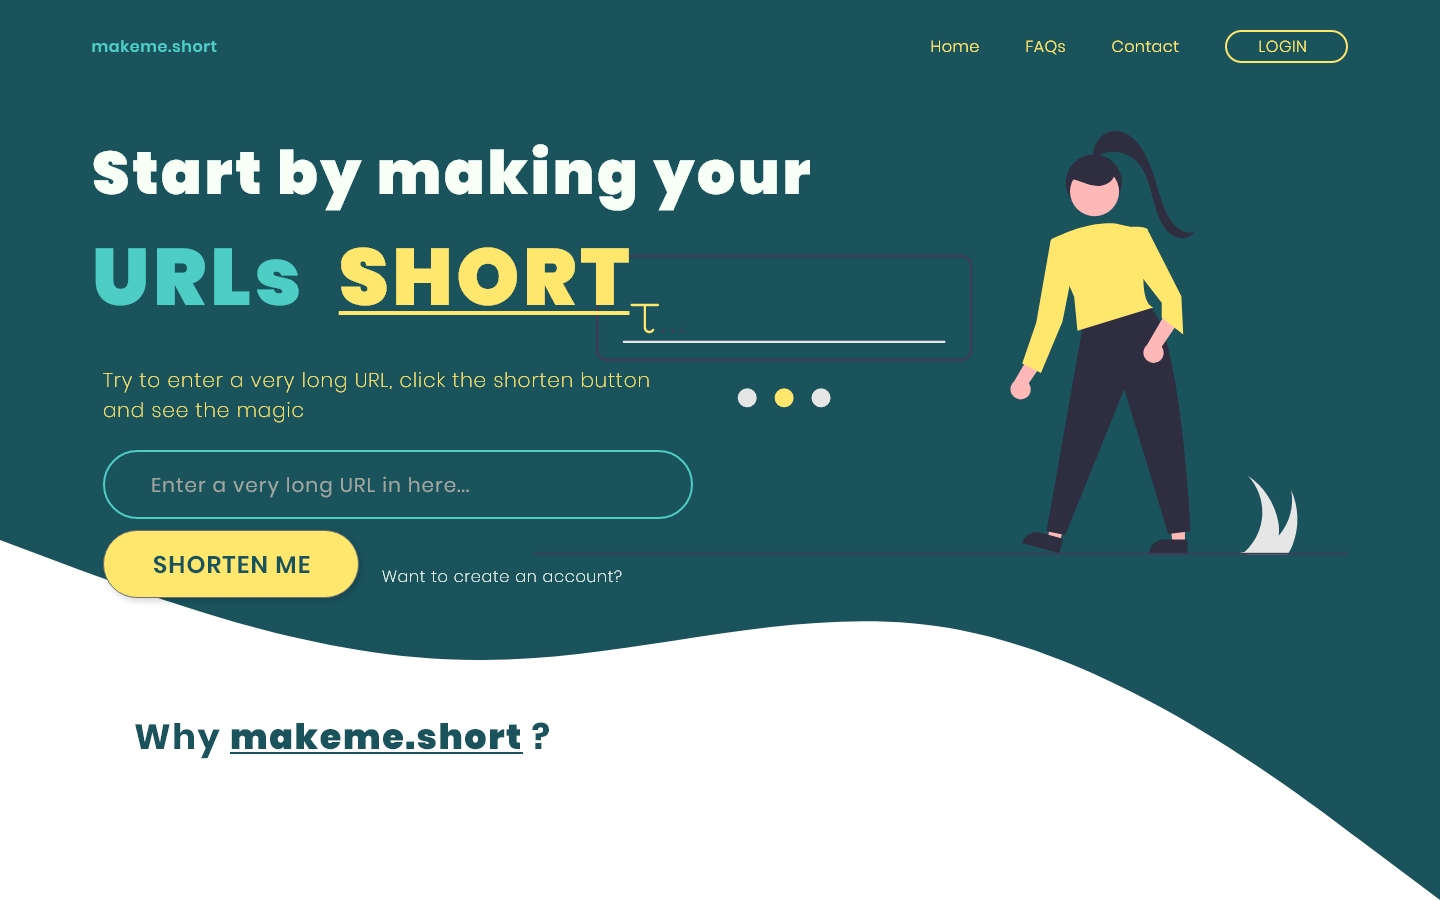 makeme.short
Home
FAQs
Contact
LOGIN
Start by making your
URLs SHORT
Try to enter a very long URL, click the shorten button
and see the magic
Enter a very long URL in here...
SHORTEN ME
Want to create an account?
Why makeme.short ?